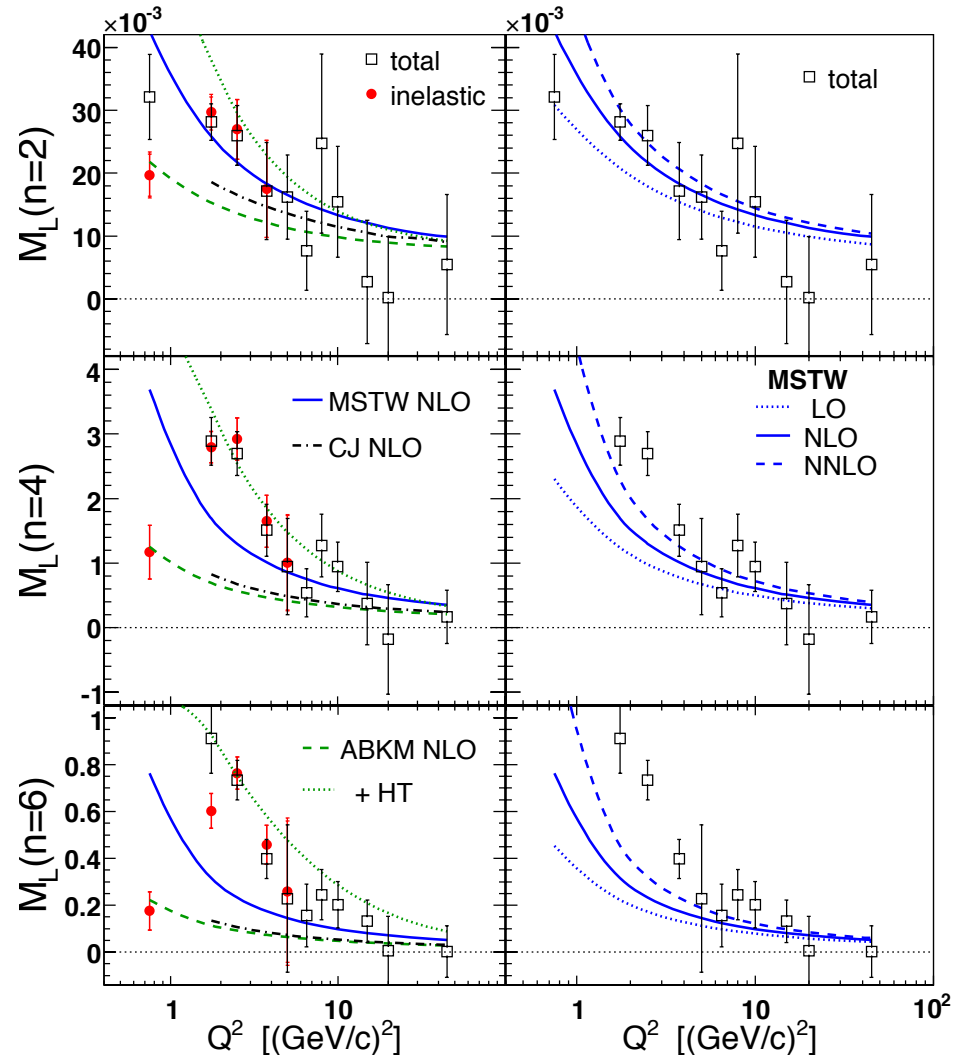 ×10⁻³ ×10⁻³
M_L(n=2)
40
30
20
10
0
total
inelastic
total
M_L(n=4)
4
3
2
1
0
-1
MSTW NLO
CJ NLO
MSTW
LO
NLO
NNLO
M_L(n=6)
1
0.8
0.6
0.4
0.2
0
ABKM NLO
+ HT
1 10 1 10 10²
Q² [(GeV/c)²] Q² [(GeV/c)²]